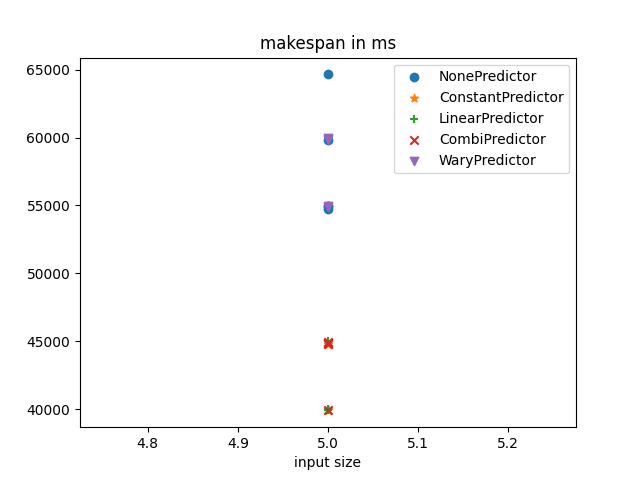 makespan in ms
65000
60000
55000
50000
45000
40000
NonePredictor
ConstantPredictor
LinearPredictor
CombiPredictor
WaryPredictor
4.8 4.9 5.0 5.1 5.2
input size